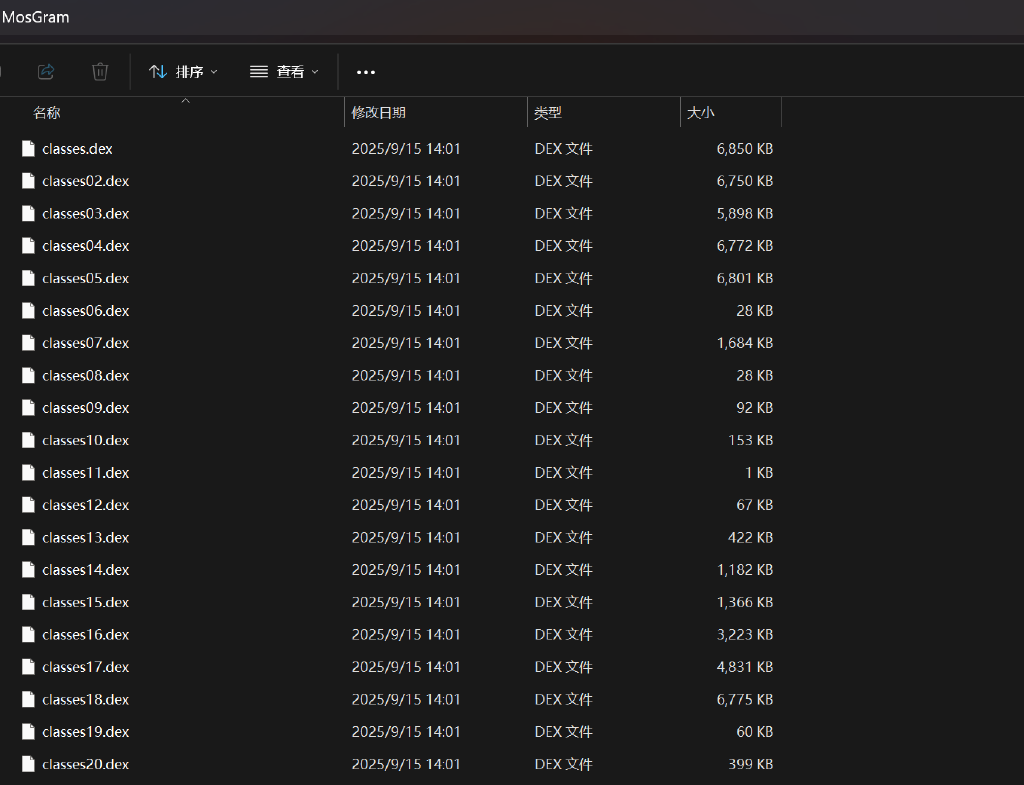 MosGram
排序 查看
名称 修改日期 类型 大小
classes.dex 2025/9/15 14:01 DEX 文件 6,850 KB
classes02.dex 2025/9/15 14:01 DEX 文件 6,750 KB
classes03.dex 2025/9/15 14:01 DEX 文件 5,898 KB
classes04.dex 2025/9/15 14:01 DEX 文件 6,772 KB
classes05.dex 2025/9/15 14:01 DEX 文件 6,801 KB
classes06.dex 2025/9/15 14:01 DEX 文件 28 KB
classes07.dex 2025/9/15 14:01 DEX 文件 1,684 KB
classes08.dex 2025/9/15 14:01 DEX 文件 28 KB
classes09.dex 2025/9/15 14:01 DEX 文件 92 KB
classes10.dex 2025/9/15 14:01 DEX 文件 153 KB
classes11.dex 2025/9/15 14:01 DEX 文件 1 KB
classes12.dex 2025/9/15 14:01 DEX 文件 67 KB
classes13.dex 2025/9/15 14:01 DEX 文件 422 KB
classes14.dex 2025/9/15 14:01 DEX 文件 1,182 KB
classes15.dex 2025/9/15 14:01 DEX 文件 1,366 KB
classes16.dex 2025/9/15 14:01 DEX 文件 3,223 KB
classes17.dex 2025/9/15 14:01 DEX 文件 4,831 KB
classes18.dex 2025/9/15 14:01 DEX 文件 6,775 KB
classes19.dex 2025/9/15 14:01 DEX 文件 60 KB
classes20.dex 2025/9/15 14:01 DEX 文件 399 KB